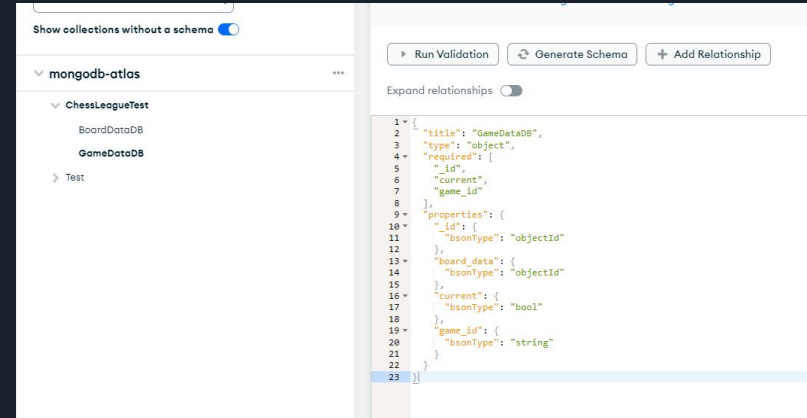 Show collections without a schema
mongodb-atlas
ChessLeagueTest
BoardDataDB
GameDataDB
Test
Run Validation
Generate Schema
Add Relationship
Expand relationships
1 {
2 "title": "GameDataDB",
3 "type": "object",
4 "required": [
5 "_id",
6 "current",
7 "game_id"
8 ],
9 "properties": {
10 "_id": {
11 "bsonType": "objectId"
12 },
13 "board_data": {
14 "bsonType": "objectId"
15 },
16 "current": {
17 "bsonType": "bool"
18 },
19 "game_id": {
20 "bsonType": "string"
21 }
22 }
23 }